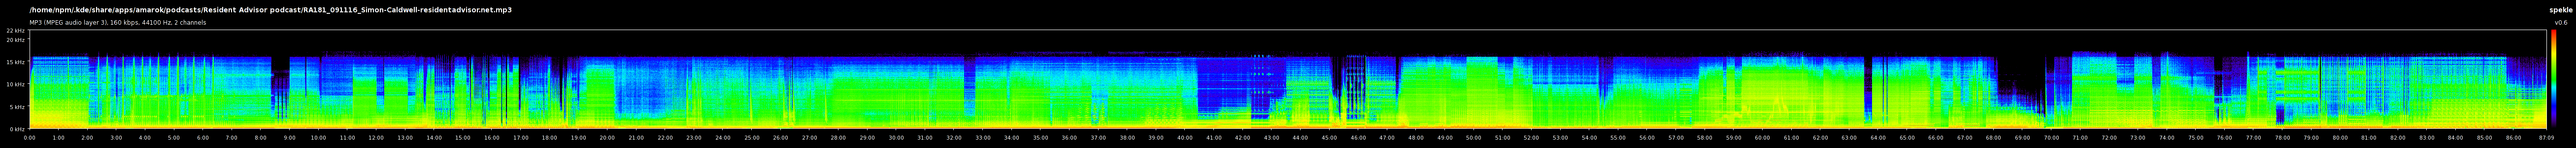 /home/npm/.kde/share/apps/amarok/podcasts/Resident Advisor podcast/RA181_091116_Simon-Caldwell-residentadvisor.net.mp3
spekle
MP3 (MPEG audio layer 3), 160 kbps, 44100 Hz, 2 channels
v0.6
22 kHz
20 kHz
15 kHz
10 kHz
5 kHz
0 kHz
0:00 1:00 2:00 3:00 4:00 5:00 6:00 7:00 8:00 9:00 10:00 11:00 12:00 13:00 14:00 15:00 16:00 17:00 18:00 19:00 20:00 21:00 22:00 23:00 24:00 25:00 26:00 27:00 28:00 29:00 30:00 31:00 32:00 33:00 34:00 35:00 36:00 37:00 38:00 39:00 40:00 41:00 42:00 43:00 44:00 45:00 46:00 47:00 48:00 49:00 50:00 51:00 52:00 53:00 54:00 55:00 56:00 57:00 58:00 59:00 60:00 61:00 62:00 63:00 64:00 65:00 66:00 67:00 68:00 69:00 70:00 71:00 72:00 73:00 74:00 75:00 76:00 77:00 78:00 79:00 80:00 81:00 82:00 83:00 84:00 85:00 86:00 87:09